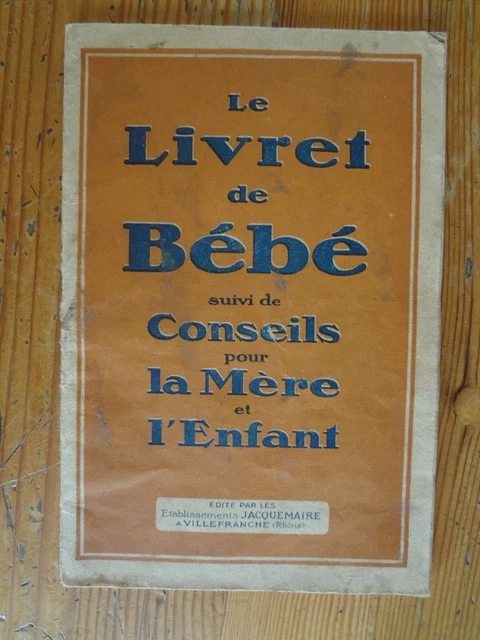 Le
Livret
de
Bébé
suivi de
Conseils
pour
la Mère
et
l'Enfant
EDITÉ PAR LES
Etablissements JACQUEMAIRE
A VILLEFRANCHE (Rhône)